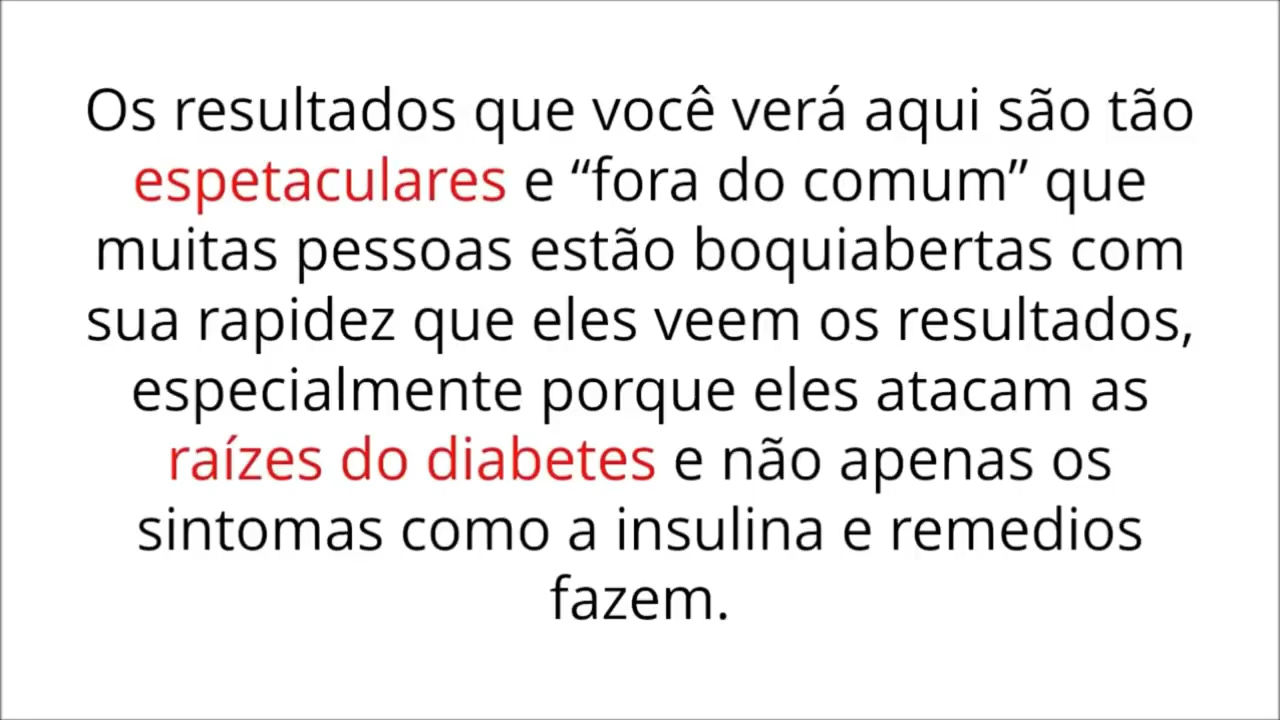 Os resultados que você verá aqui são tão
espetaculares e “fora do comum” que
muitas pessoas estão boquiabertas com
sua rapidez que eles veem os resultados,
especialmente porque eles atacam as
raízes do diabetes e não apenas os
sintomas como a insulina e remedios
fazem.